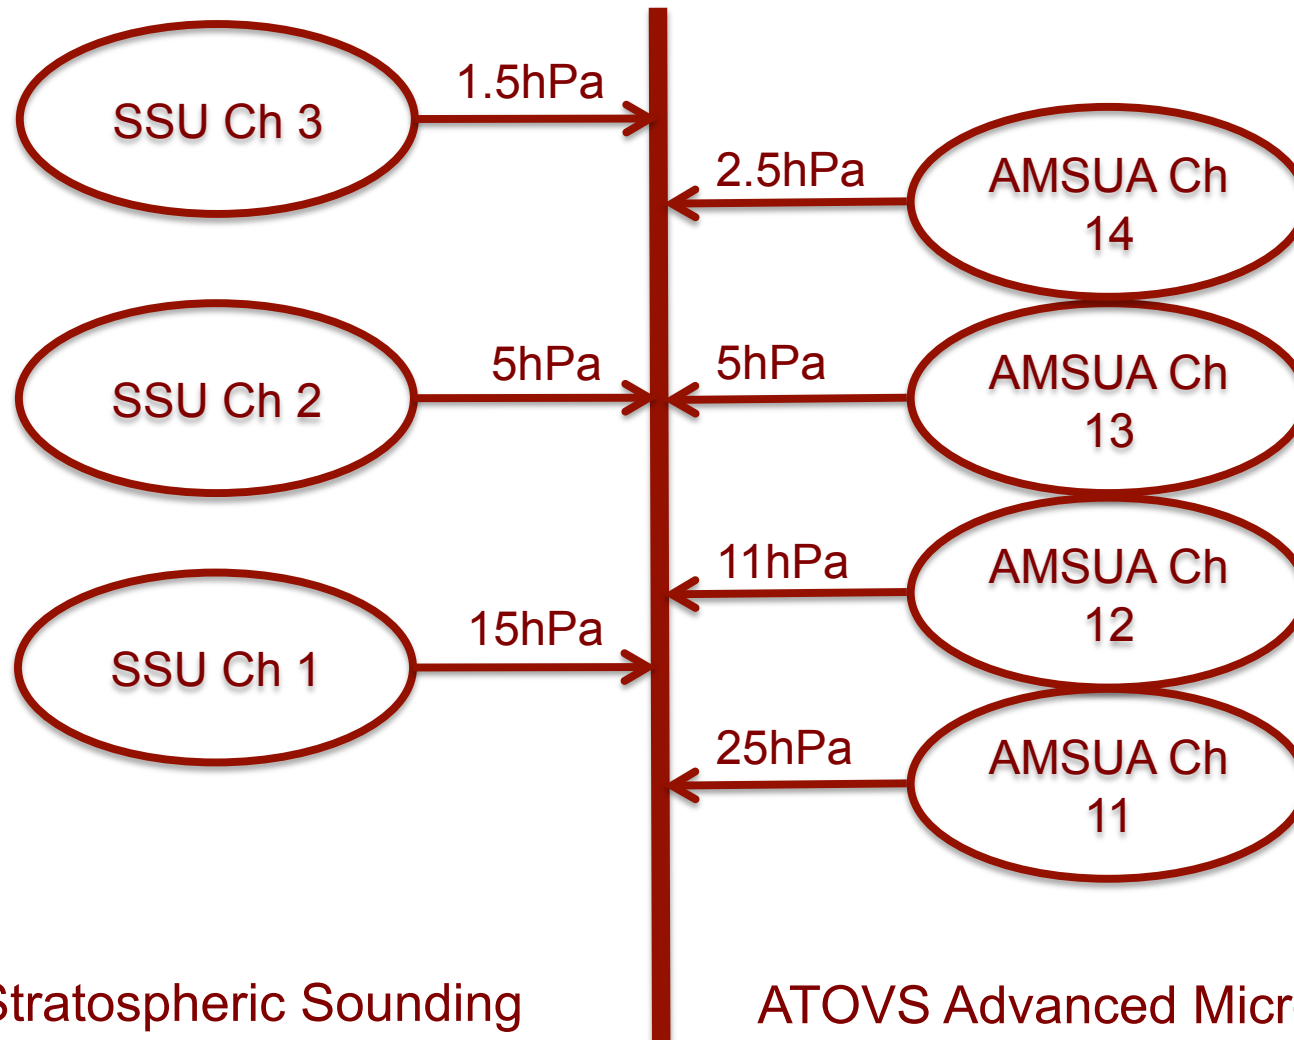 1.5hPa
SSU Ch 3
2.5hPa
AMSUA Ch
14
5hPa
SSU Ch 2
5hPa
AMSUA Ch
13
11hPa
AMSUA Ch
12
15hPa
SSU Ch 1
25hPa
AMSUA Ch
11
Stratospheric Sounding
ATOVS Advanced Micr